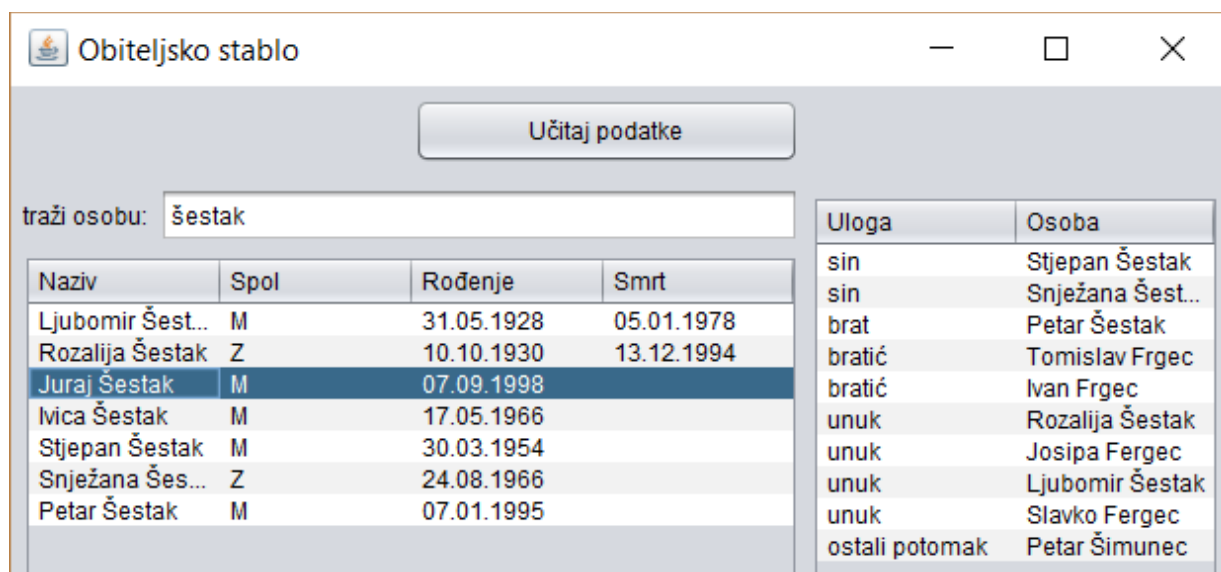 Obiteljsko stablo
Učitaj podatke
traži osobu: šestak
Naziv Spol Rođenje Smrt
Ljubomir Šest... M 31.05.1928 05.01.1978
Rozalija Šestak Z 10.10.1930 13.12.1994
Juraj Šestak M 07.09.1998
Ivica Šestak M 17.05.1966
Stjepan Šestak M 30.03.1954
Snježana Šes... Z 24.08.1966
Petar Šestak M 07.01.1995
Uloga Osoba
sin Stjepan Šestak
sin Snježana Šest...
brat Petar Šestak
bratić Tomislav Frgec
bratić Ivan Frgec
unuk Rozalija Šestak
unuk Josipa Fergec
unuk Ljubomir Šestak
unuk Slavko Fergec
ostali potomak Petar Šimunec